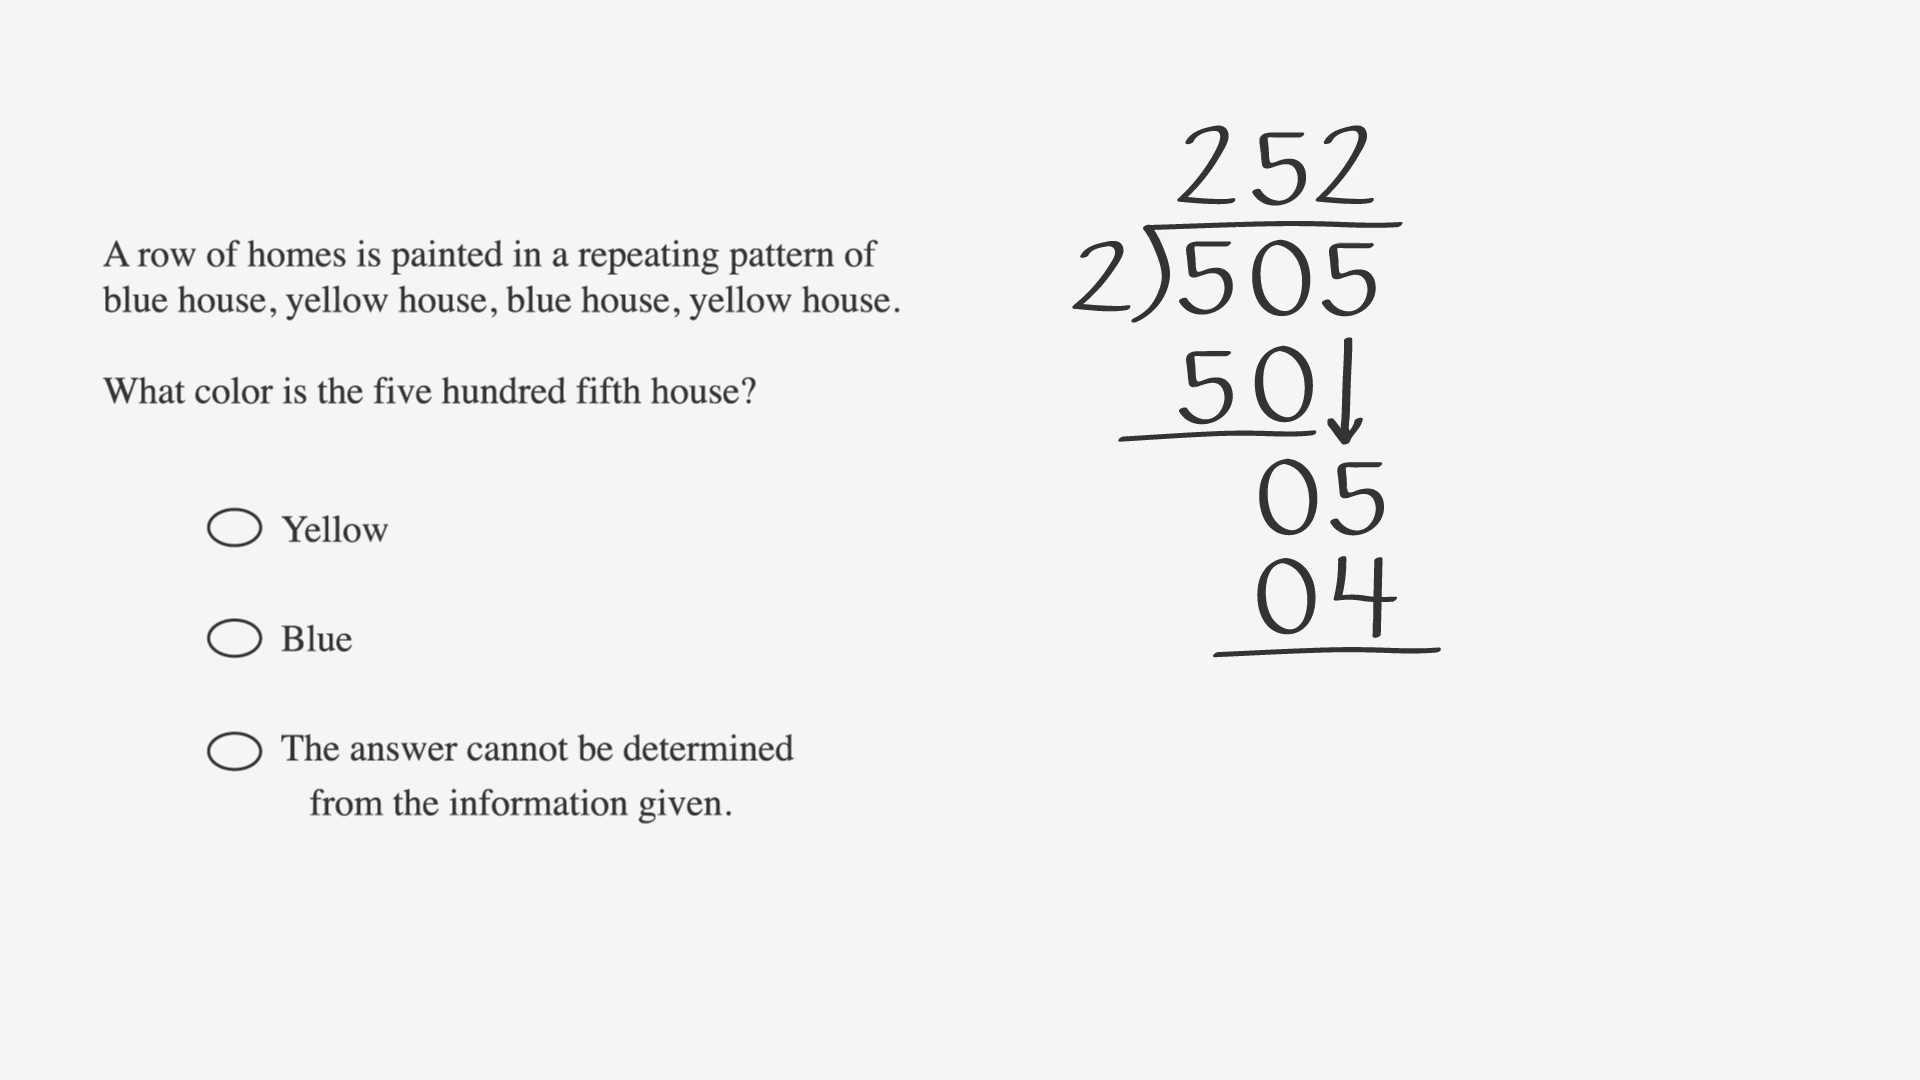 A row of homes is painted in a repeating pattern of
blue house, yellow house, blue house, yellow house.
What color is the five hundred fifth house?
Yellow
Blue
The answer cannot be determined
from the information given.
252
2)505
50
05
04